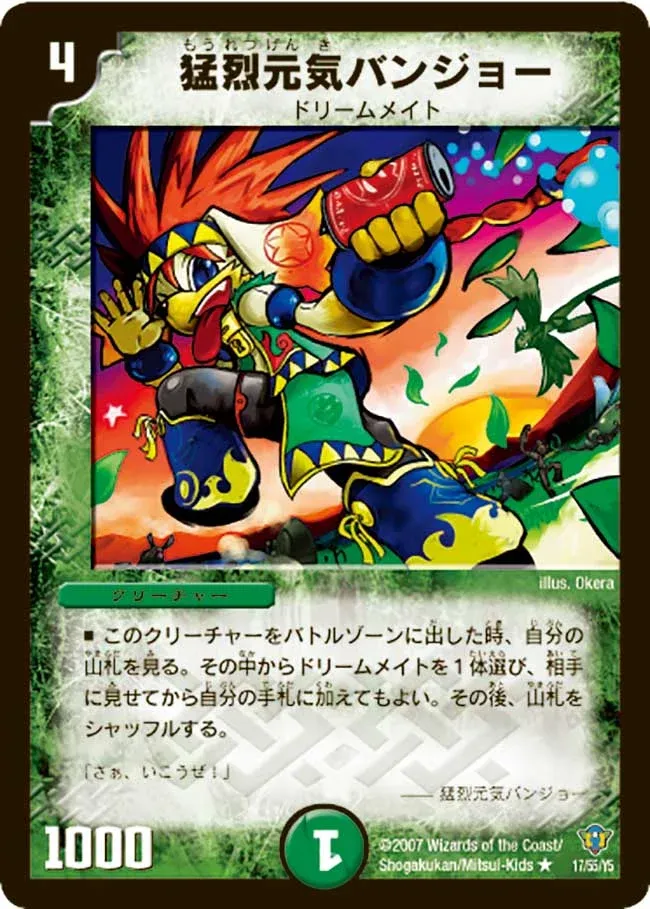 4
もうれつげんき
猛烈元気バンジョー
ドリームメイト
illus. Okera
クリーチャー
■ このクリーチャーをバトルゾーンに出した時、自分の
山札を見る。その中からドリームメイトを1体選び、相手
に見せてから自分の手札に加えてもよい。その後、山札を
シャッフルする。
「さぁ、いこうぜ!」
—— 猛烈元気バンジョー
1000
1
©2007 Wizards of the Coast/
Shogakukan/Mitsui-Kids ★
17/55/Y5